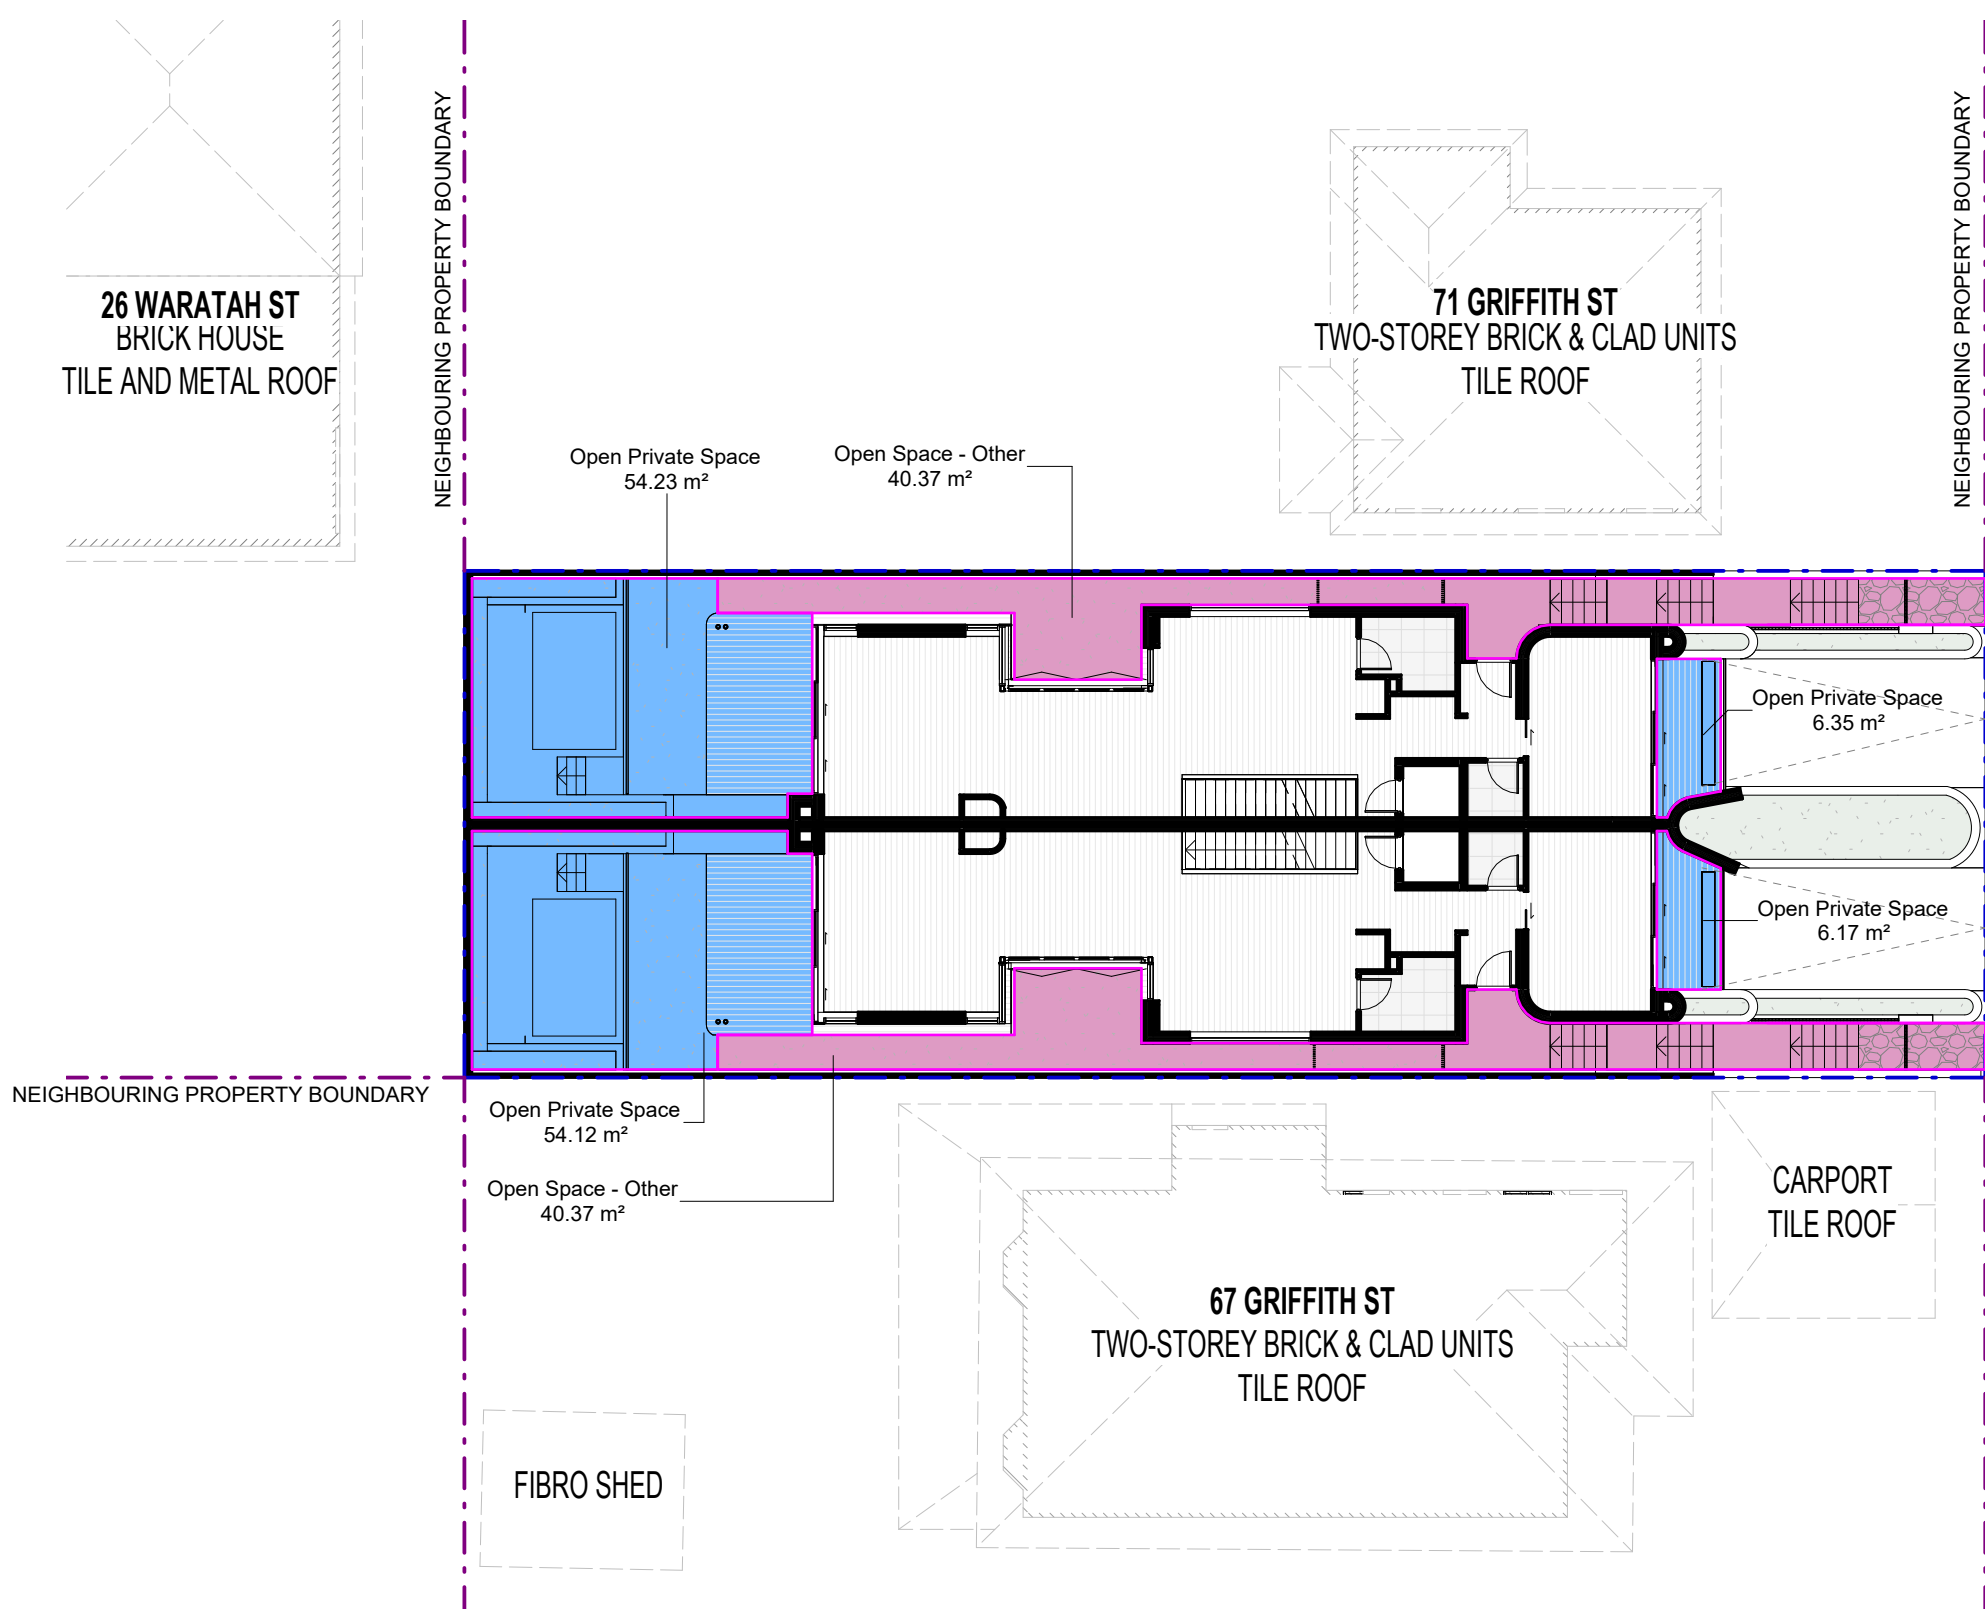 NEIGHBOURING PROPERTY BOUNDARY
NEIGHBOURING PROPERTY BOUNDARY
26 WARATAH ST
BRICK HOUSE
TILE AND METAL ROOF
71 GRIFFITH ST
TWO-STOREY BRICK & CLAD UNITS
TILE ROOF
Open Private Space
54.23 m²
Open Space - Other
40.37 m²
Open Private Space
6.35 m²
Open Private Space
6.17 m²
NEIGHBOURING PROPERTY BOUNDARY
Open Private Space
54.12 m²
Open Space - Other
40.37 m²
CARPORT
TILE ROOF
67 GRIFFITH ST
TWO-STOREY BRICK & CLAD UNITS
TILE ROOF
FIBRO SHED